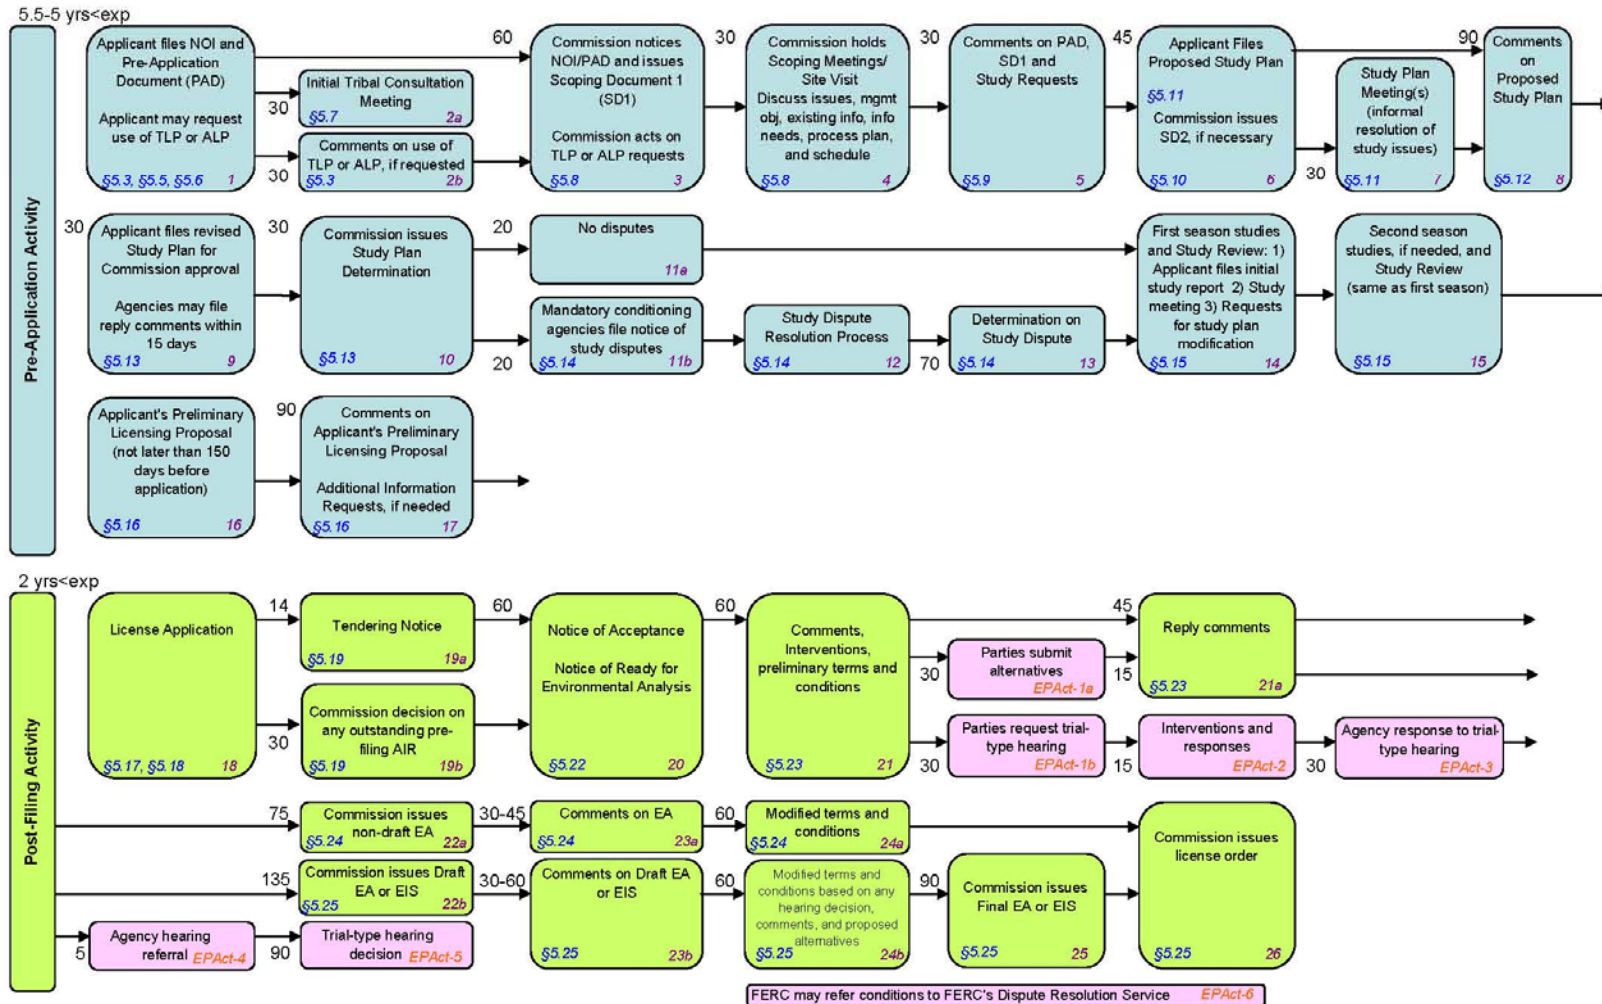 5.5-5 yrs<exp
Pre-Application Activity
Applicant files NOI and
Pre-Application
Document (PAD)
Applicant may request
use of TLP or ALP
§5.3, §5.5, §5.6 1
60
30
30
Initial Tribal Consultation
Meeting
§5.7 2a
Comments on use of
TLP or ALP, if requested
§5.3 2b
Commission notices
NOI/PAD and issues
Scoping Document 1
(SD1)
Commission acts on
TLP or ALP requests
§5.8 3
30
Commission holds
Scoping Meetings/
Site Visit
Discuss issues, mgmt
obj, existing info, info
needs, process plan,
and schedule
§5.8 4
30
Comments on PAD,
SD1 and
Study Requests
§5.9 5
45
Applicant Files
Proposed Study Plan
§5.11
Commission issues
SD2, if necessary
§5.10 6
90
30
Study Plan
Meeting(s)
(informal
resolution of
study issues)
§5.11 7
Comments
on
Proposed
Study Plan
§5.12 8
30
Applicant files revised
Study Plan for
Commission approval
Agencies may file
reply comments within
15 days
§5.13 9
30
Commission issues
Study Plan
Determination
§5.13 10
20
20
No disputes
11a
Mandatory conditioning
agencies file notice of
study disputes
§5.14 11b
Study Dispute
Resolution Process
§5.14 12
70
Determination on
Study Dispute
§5.14 13
First season studies
and Study Review: 1)
Applicant files initial
study report 2) Study
meeting 3) Requests
for study plan
modification
§5.15 14
Second season
studies, if needed, and
Study Review
(same as first season)
§5.15 15
Applicant's Preliminary
Licensing Proposal
(not later than 150
days before
application)
§5.16 16
90
Comments on
Applicant's Preliminary
Licensing Proposal
Additional Information
Requests, if needed
§5.16 17
2 yrs<exp
Post-Filing Activity
License Application
§5.17, §5.18 18
14
30
Tendering Notice
§5.19 19a
Commission decision on
any outstanding pre-
filing AIR
§5.19 19b
60
Notice of Acceptance
Notice of Ready for
Environmental Analysis
§5.22 20
60
Comments,
Interventions,
preliminary terms and
conditions
§5.23 21
45
30
30
Parties submit
alternatives
EPAct-1a
15
Reply comments
§5.23 21a
Parties request trial-
type hearing
EPAct-1b
15
Interventions and
responses
EPAct-2
30
Agency response to trial-
type hearing
EPAct-3
75
Commission issues
non-draft EA
§5.24 22a
30-45
Comments on EA
§5.24 23a
60
Modified terms and
conditions
§5.24 24a
Commission issues
license order
§5.25 26
135
Commission issues Draft
EA or EIS
§5.25 22b
30-60
Comments on Draft EA
or EIS
§5.25 23b
60
Modified terms and
conditions based on any
hearing decision,
comments, and proposed
alternatives
§5.25 24b
90
Commission issues
Final EA or EIS
§5.25 25
5
Agency hearing
referral EPAct-4
90
Trial-type hearing
decision EPAct-5
FERC may refer conditions to FERC's Dispute Resolution Service EPAct-6